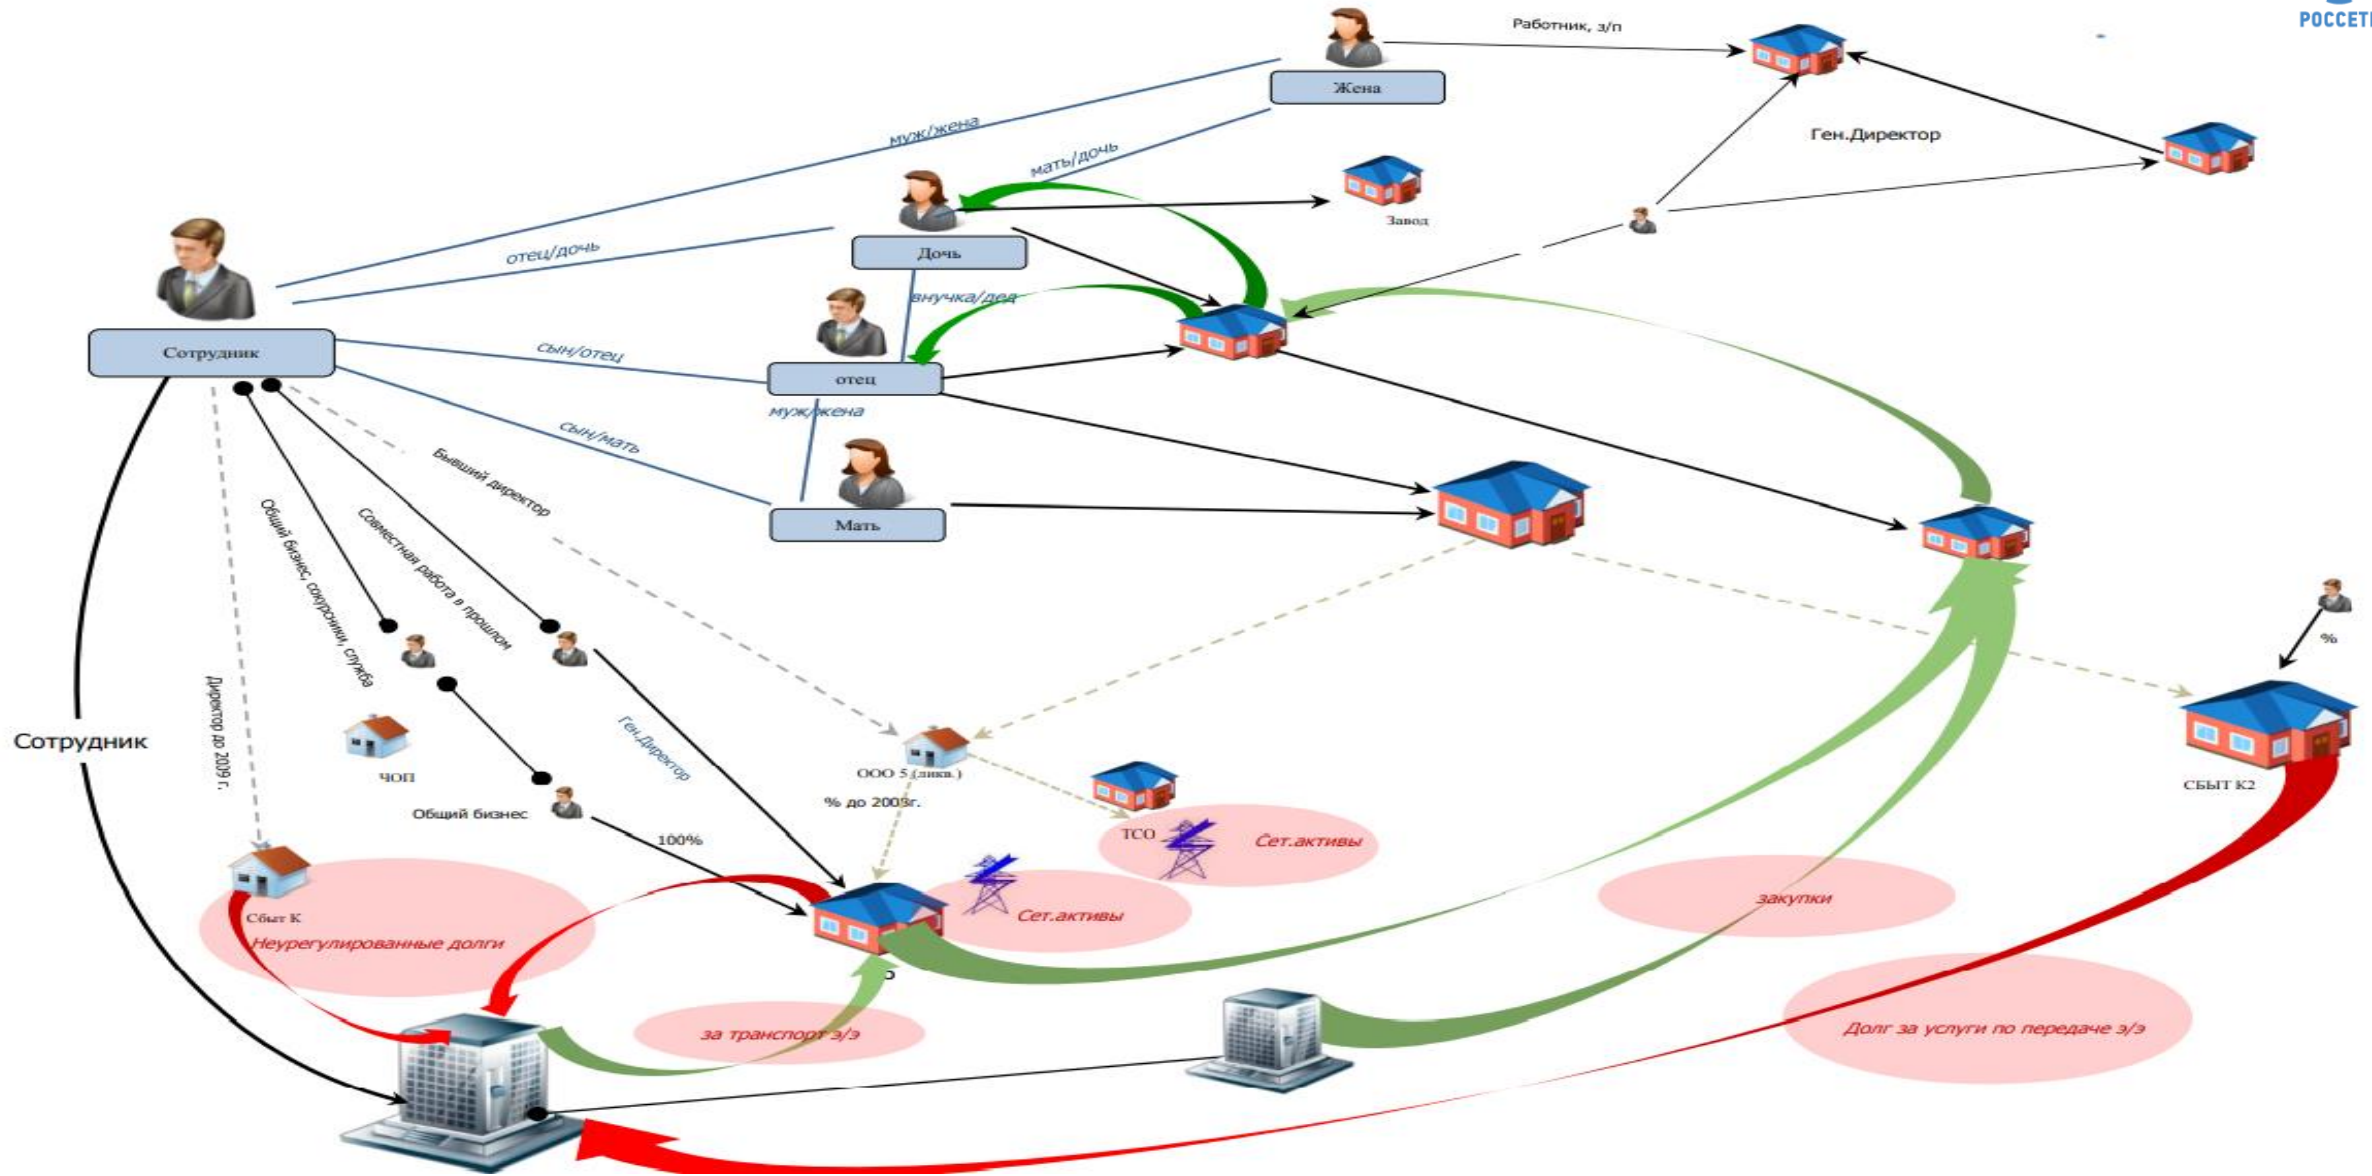 РОССЕТИ
Работник, з/п
Жена
муж/жена
мать/дочь
Ген.Директор
Завод
отец/дочь
Дочь
внучка/дед
Сотрудник
сын/отец
отец
муж/жена
сын/мать
Мать
Бывший директор
Общий бизнес, сокурсники, служба
Совместная работа в прошлом
Директор до 2009 г.
Ген.Директор
Сотрудник
ЧОП
Общий бизнес
100%
ООО 5 (ликв.)
% до 2008г.
ТСО
Сет.активы
Сет.активы
%
СБЫТ К2
Сбыт К
Неурегулированные долги
О
за транспорт э/э
закупки
Долг за услуги по передаче э/э